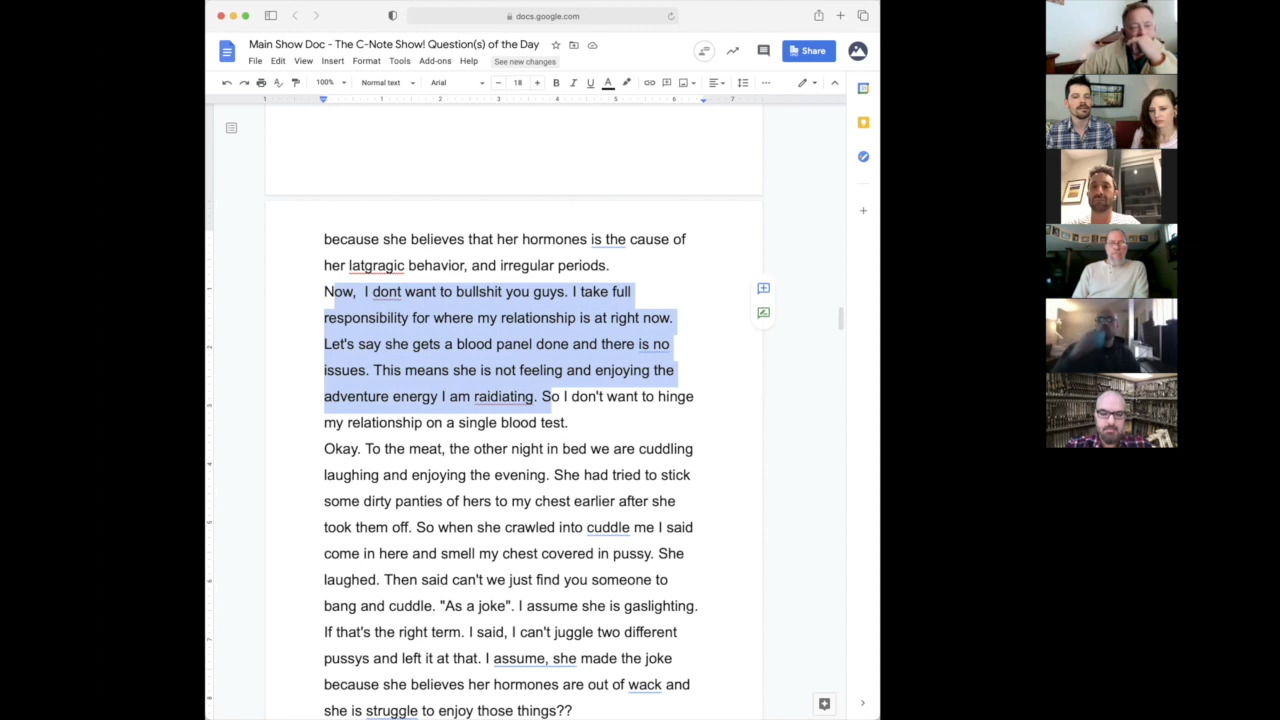 docs.google.com
Main Show Doc - The C-Note Show! Question(s) of the Day
Share
File Edit View Insert Format Tools Add-ons Help See new changes
100% Normal text Arial 18 B I U A
1 1 2 3 4 5 6 7
because she believes that her hormones is the cause of
her latgragic behavior, and irregular periods.
Now,  I dont want to bullshit you guys. I take full
responsibility for where my relationship is at right now.
Let's say she gets a blood panel done and there is no
issues. This means she is not feeling and enjoying the
adventure energy I am raidiating. So I don't want to hinge
my relationship on a single blood test.
Okay. To the meat, the other night in bed we are cuddling
laughing and enjoying the evening. She had tried to stick
some dirty panties of hers to my chest earlier after she
took them off. So when she crawled into cuddle me I said
come in here and smell my chest covered in pussy. She
laughed. Then said can't we just find you someone to
bang and cuddle. "As a joke". I assume she is gaslighting.
If that's the right term. I said, I can't juggle two different
pussys and left it at that. I assume, she made the joke
because she believes her hormones are out of wack and
she is struggle to enjoy those things??